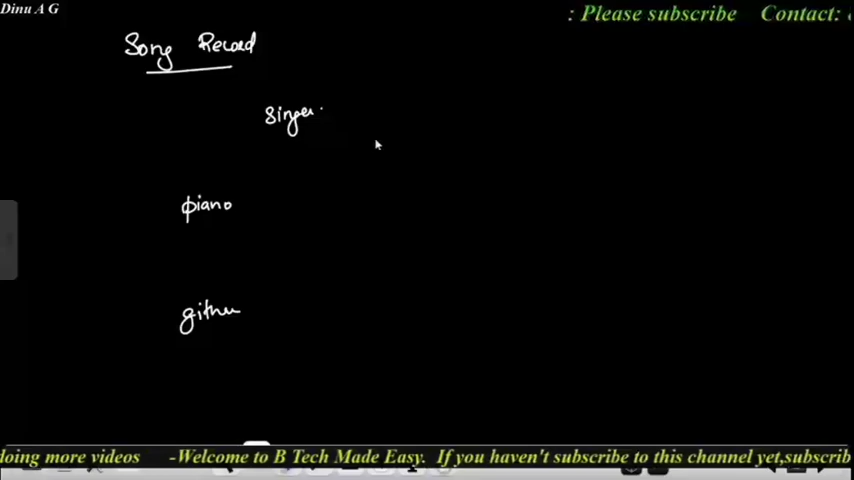 Dinu A G
: Please subscribe Contact:
Song Record
Singer
piano
githu
doing more videos -Welcome to B Tech Made Easy. If you haven't subscribe to this channel yet,subscrib